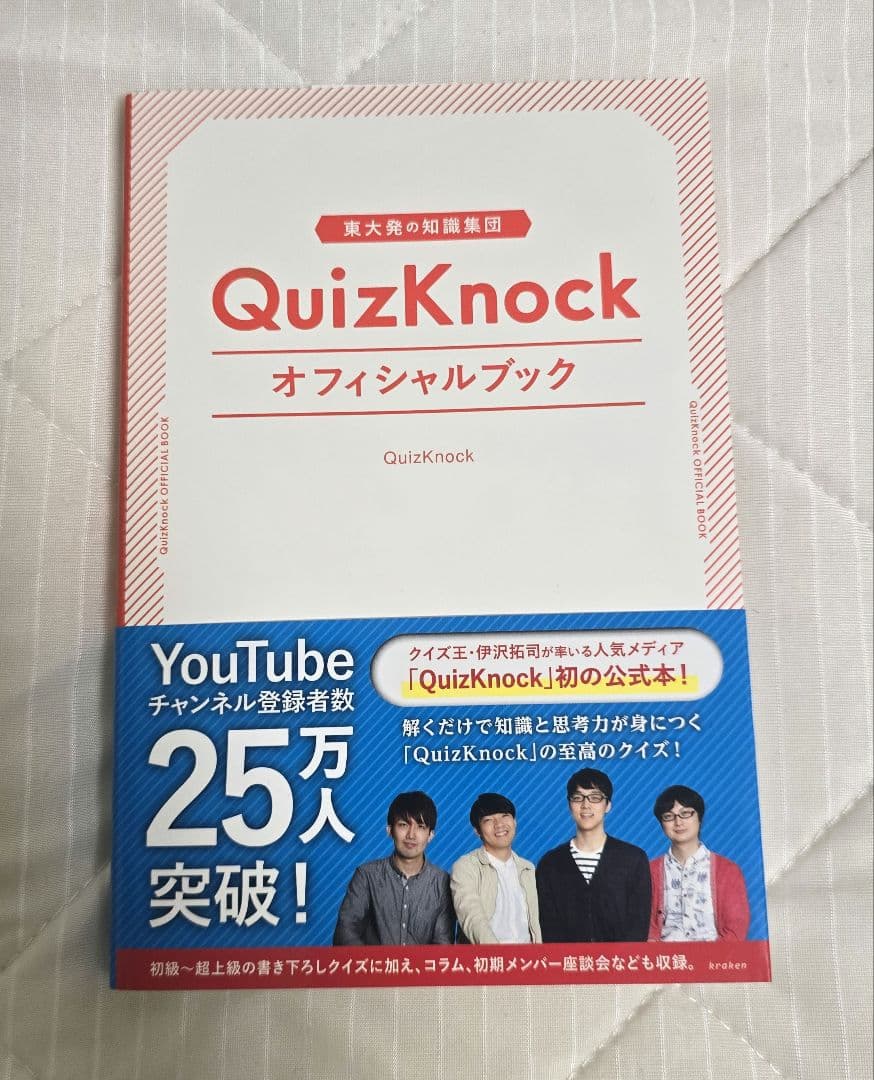 東大発の知識集団
QuizKnock
オフィシャルブック
QuizKnock
QuizKnock OFFICIAL BOOK
QuizKnock OFFICIAL BOOK
YouTube
チャンネル登録者数
25万人
突破!
クイズ王・伊沢拓司が率いる人気メディア
「QuizKnock」初の公式本!
解くだけで知識と思考力が身につく
「QuizKnock」の至高のクイズ!
初級〜超上級の書き下ろしクイズに加え、コラム、初期メンバー座談会なども収録。 kraken